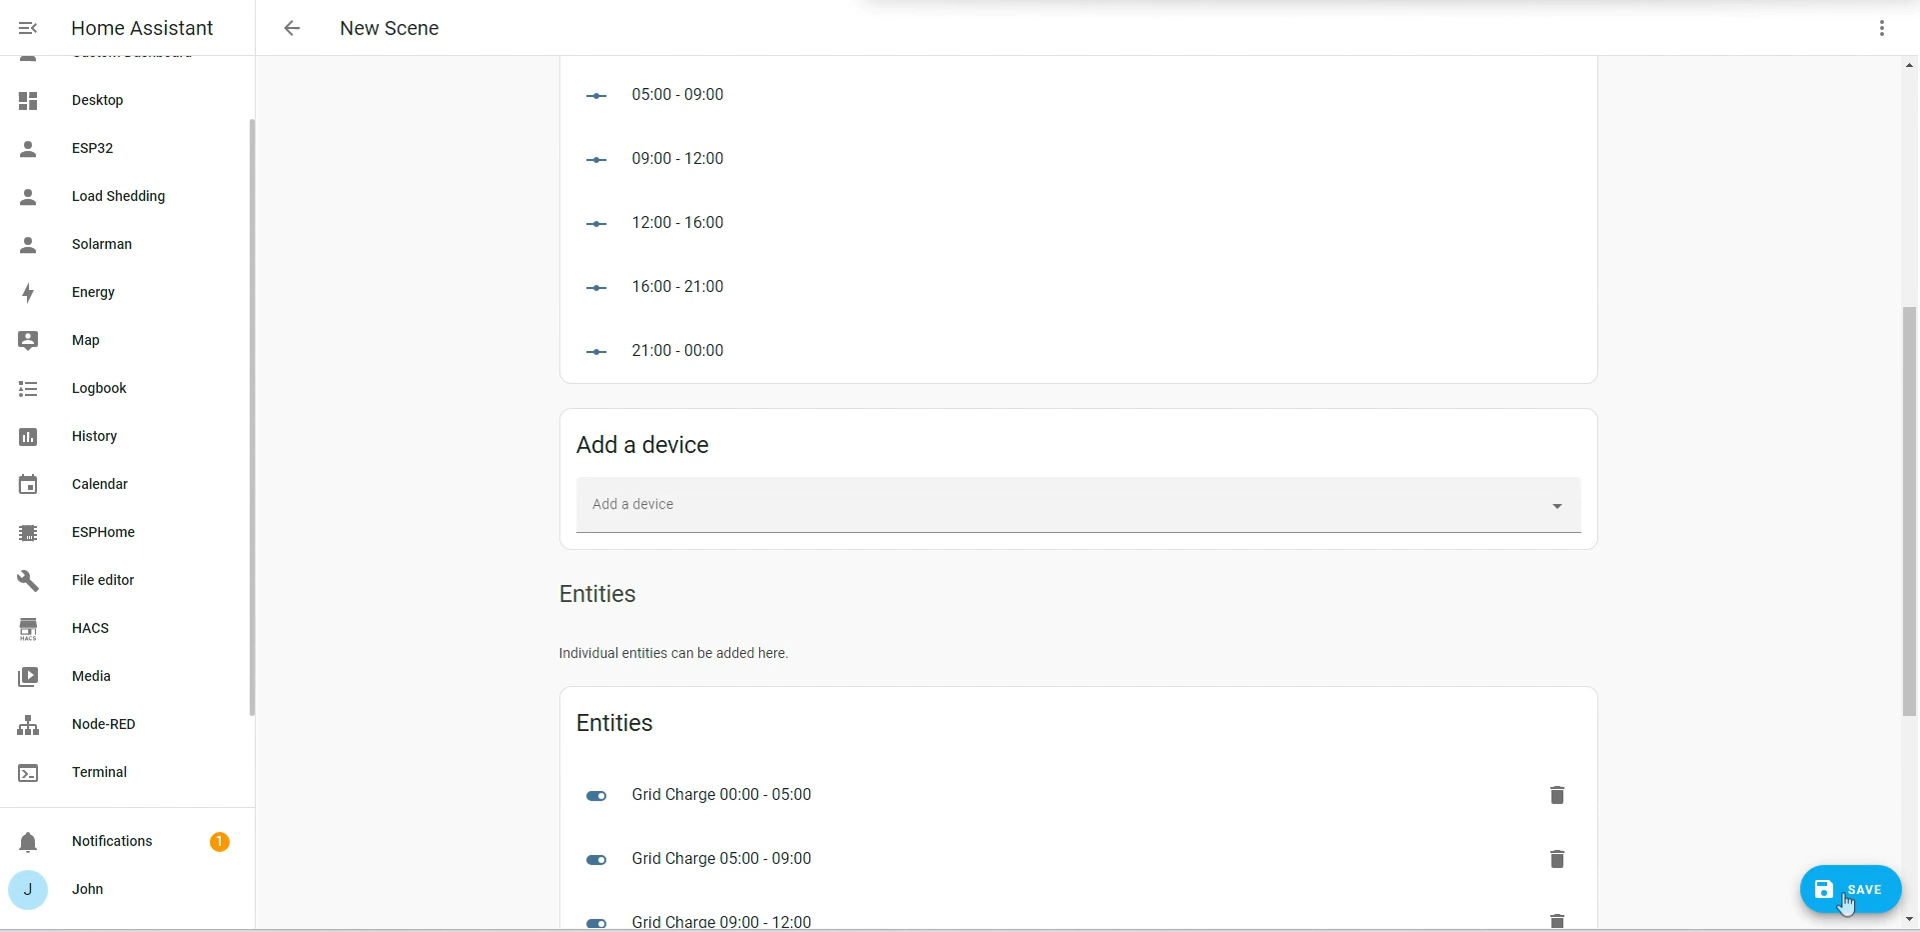 Home Assistant
New Scene
Desktop
ESP32
Load Shedding
Solarman
Energy
Map
Logbook
History
Calendar
ESPHome
File editor
HACS
HACS
Media
Node-RED
Terminal
Notifications
1
J
John
05:00 - 09:00
09:00 - 12:00
12:00 - 16:00
16:00 - 21:00
21:00 - 00:00
Add a device
Add a device
Entities
Individual entities can be added here.
Entities
Grid Charge 00:00 - 05:00
Grid Charge 05:00 - 09:00
Grid Charge 09:00 - 12:00
SAVE